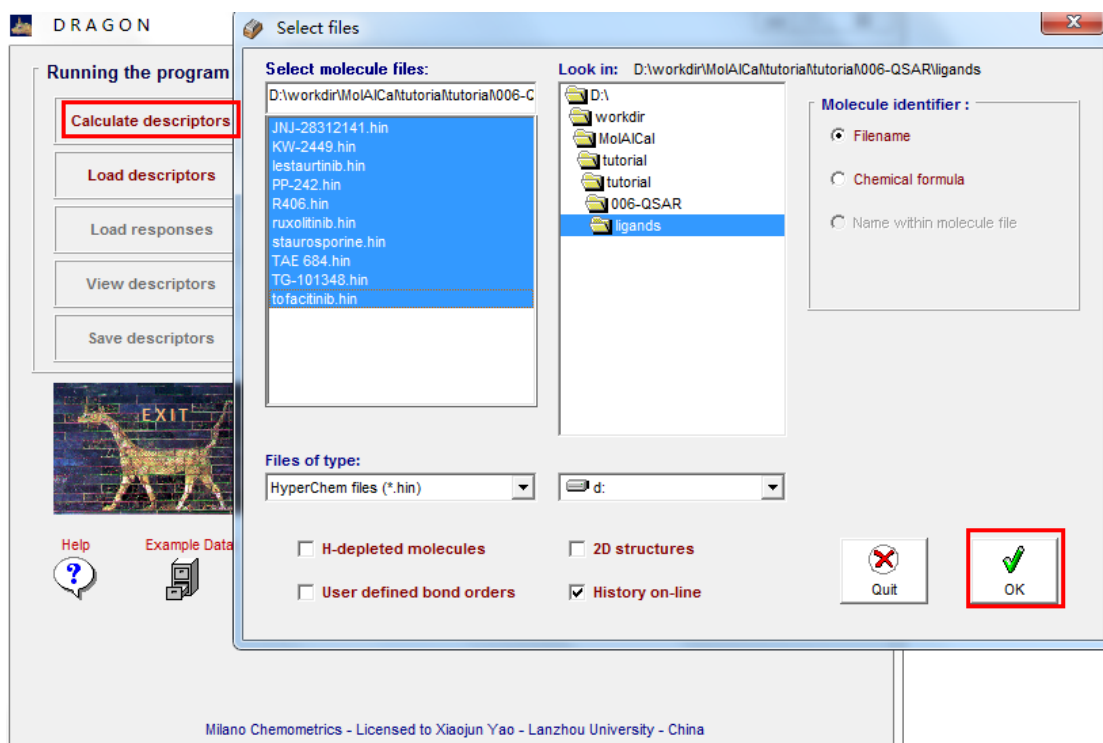 DRAGON
Running the program
Calculate descriptors
Load descriptors
Load responses
View descriptors
Save descriptors
EXIT
Help
Example Data
Select files
Select molecule files:
D:\workdir\MolAICal\tutorial\tutorial\006-Q
JNJ-28312141.hin
KW-2449.hin
lestaurtinib.hin
PP-242.hin
R406.hin
ruxolitinib.hin
staurosporine.hin
TAE 684.hin
TG-101348.hin
tofacitinib.hin
Files of type:
HyperChem files (*.hin)
Look in: D:\workdir\MolAICal\tutorial\tutorial\006-QSAR\ligands
D:\
workdir
MolAICal
tutorial
tutorial
006-QSAR
ligands
d:
Molecule identifier :
Filename
Chemical formula
Name within molecule file
H-depleted molecules
2D structures
User defined bond orders
History on-line
Quit
OK
Milano Chemometrics - Licensed to Xiaojun Yao - Lanzhou University - China